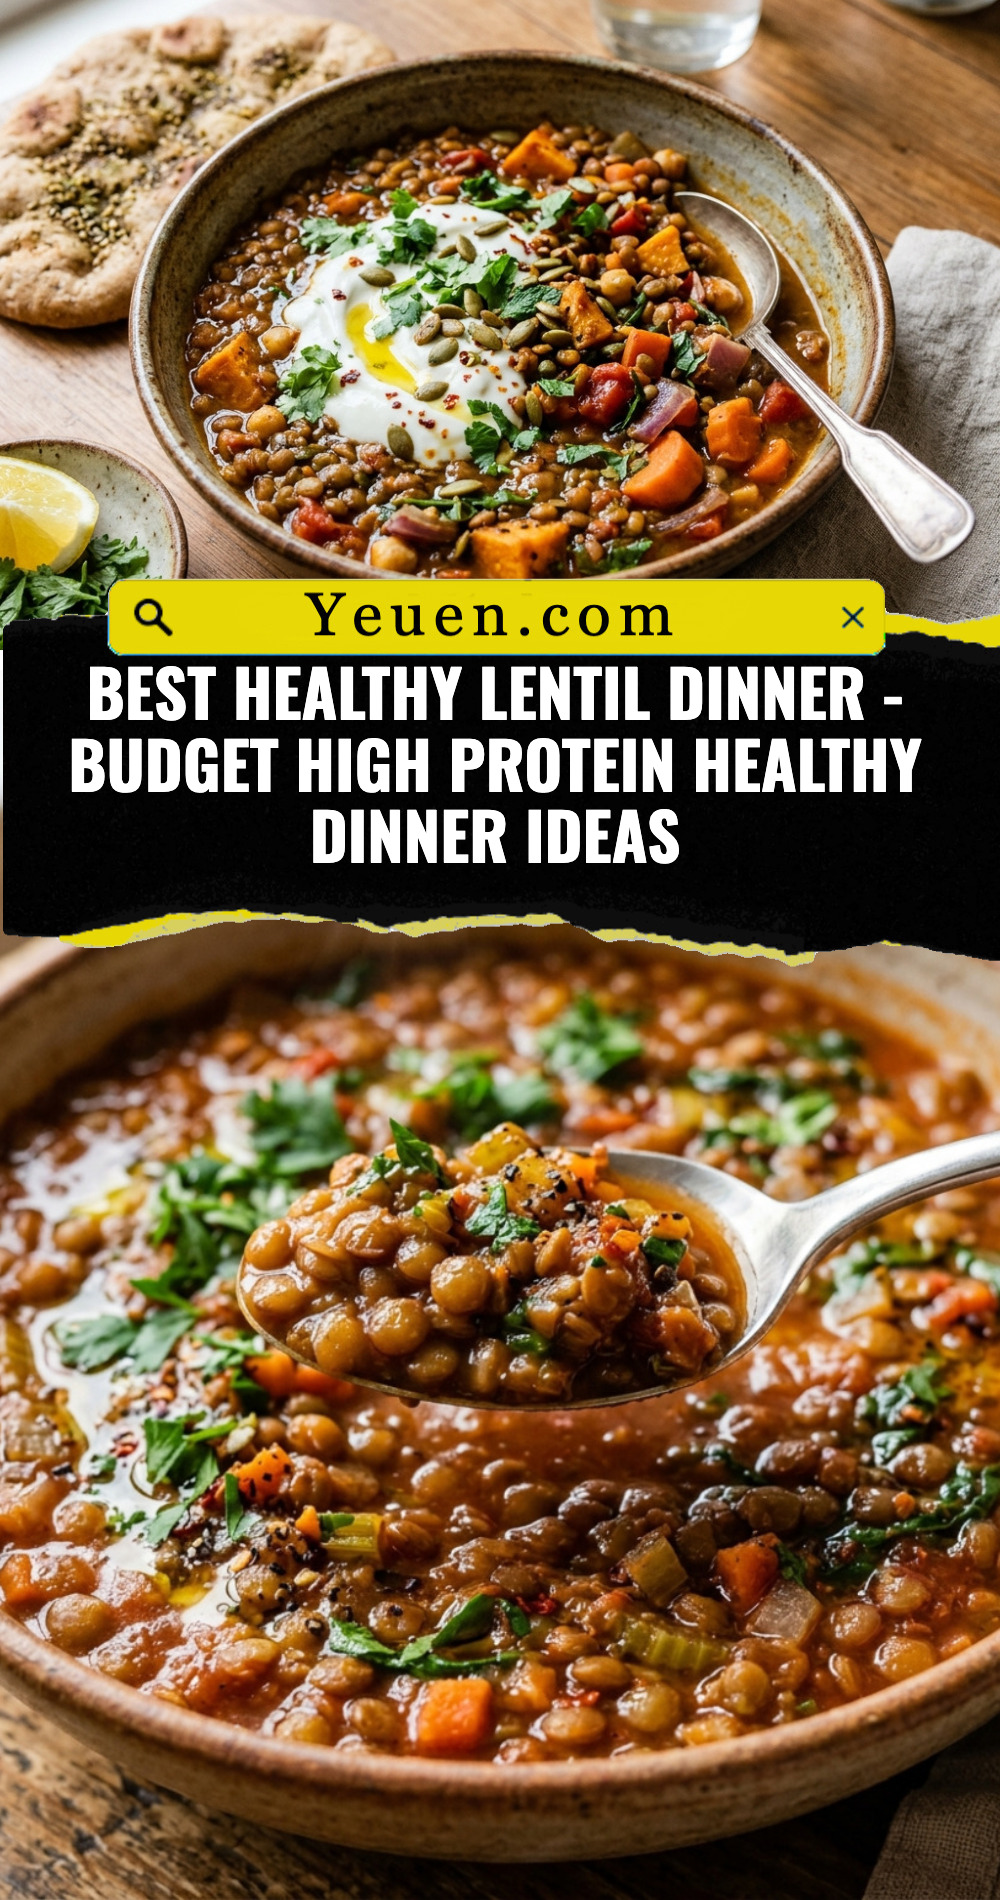 Yeuen.com
BEST HEALTHY LENTIL DINNER -
BUDGET HIGH PROTEIN HEALTHY
DINNER IDEAS